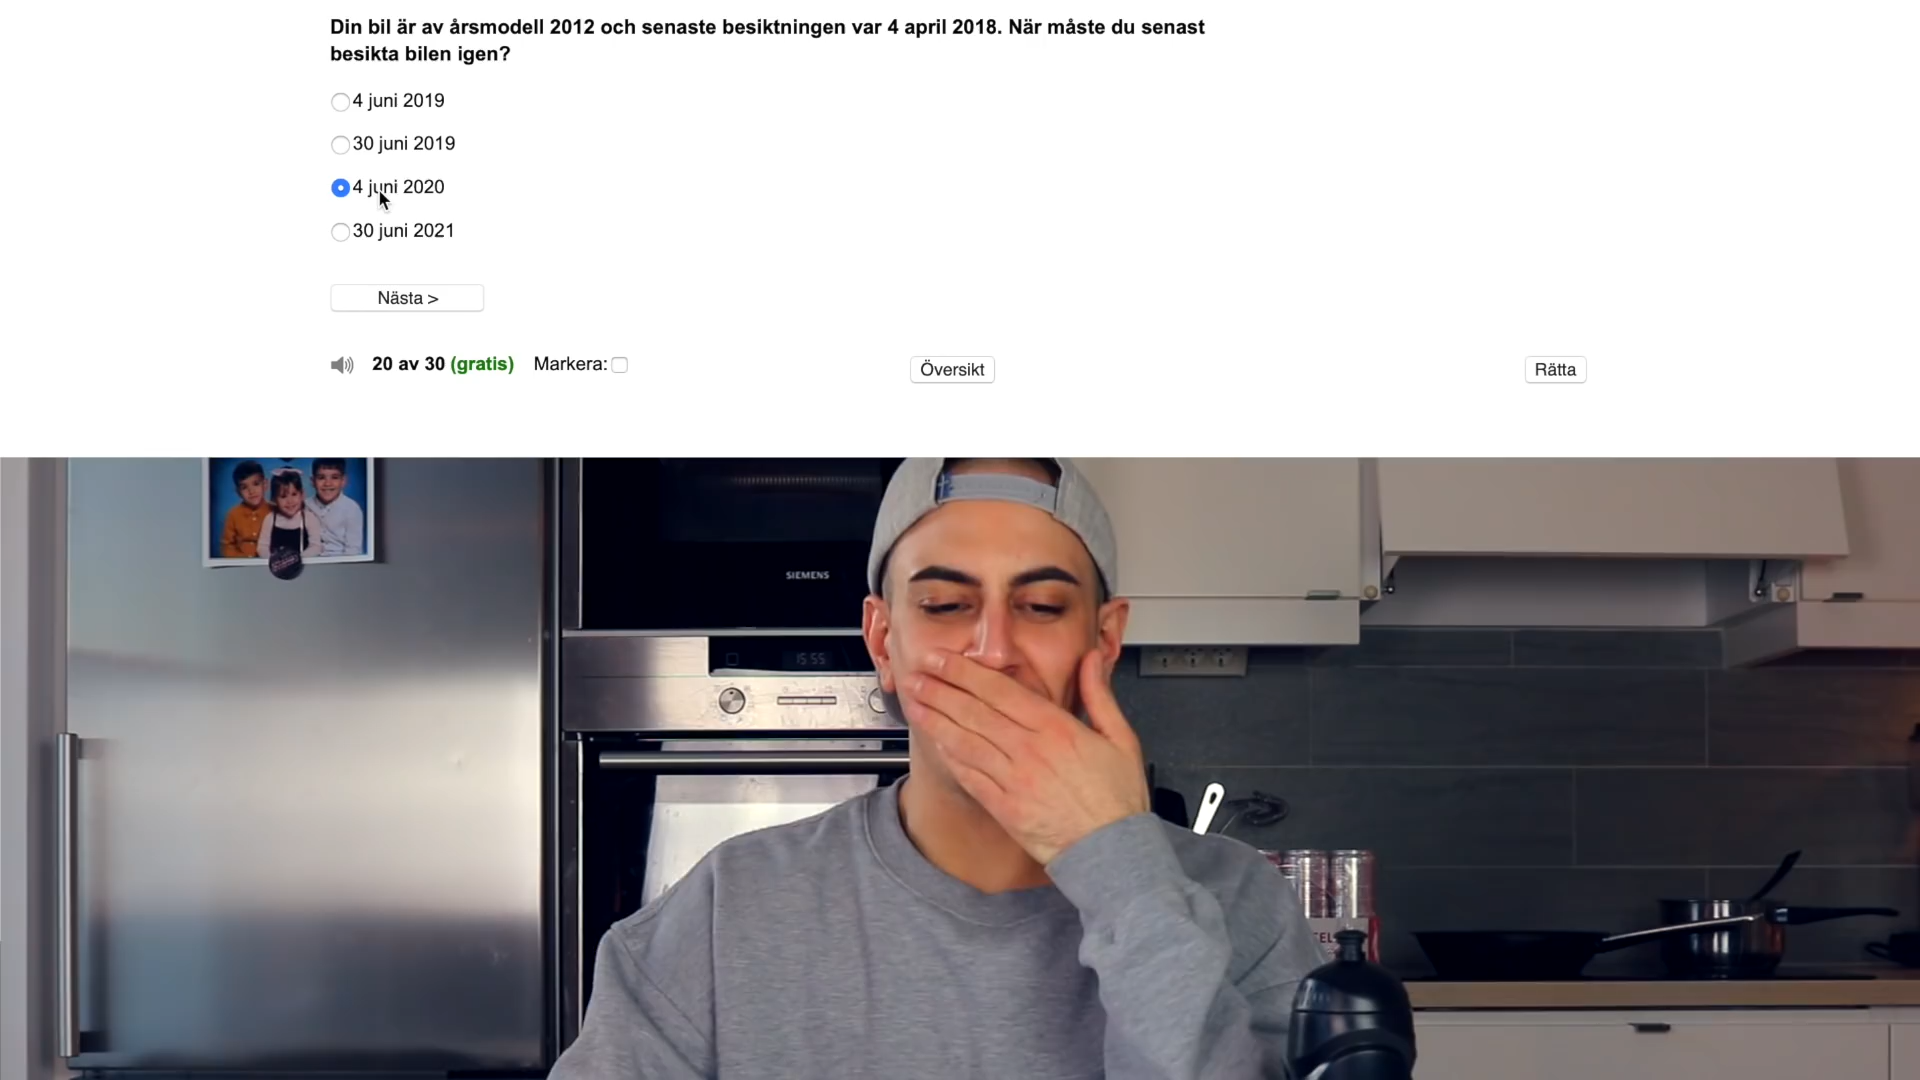 Din bil är av årsmodell 2012 och senaste besiktningen var 4 april 2018. När måste du senast
besikta bilen igen?
4 juni 2019
30 juni 2019
4 juni 2020
30 juni 2021
Nästa >
20 av 30 (gratis) Markera:
Översikt
Rätta
SIEMENS
15:55